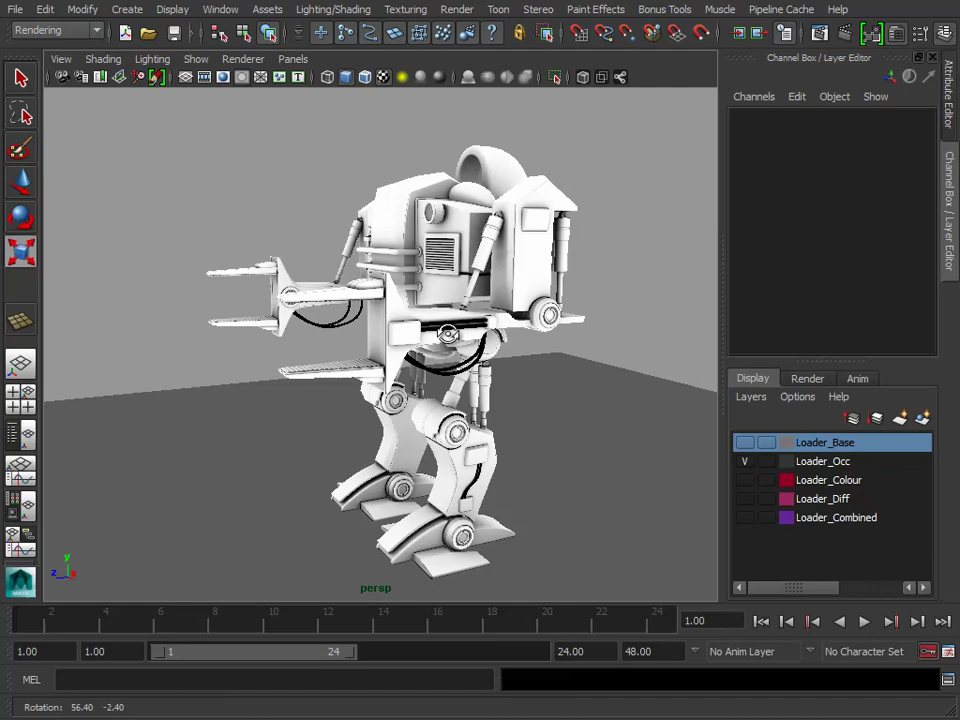 File Edit Modify Create Display Window Assets Lighting/Shading Texturing Render Toon Stereo Paint Effects Bonus Tools Muscle Pipeline Cache Help
Rendering
View Shading Lighting Show Renderer Panels
Channel Box / Layer Editor
Channels Edit Object Show
Attribute Editor
Channel Box / Layer Editor
Display Render Anim
Layers Options Help
Loader_Base
V Loader_Occ
Loader_Colour
Loader_Diff
Loader_Combined
y
z x
persp
2 4 6 8 10 12 14 16 18 20 22 24
1.00
1.00 1.00 1 24 24.00 48.00 No Anim Layer No Character Set
MEL
Rotation: 56.40 -2.40